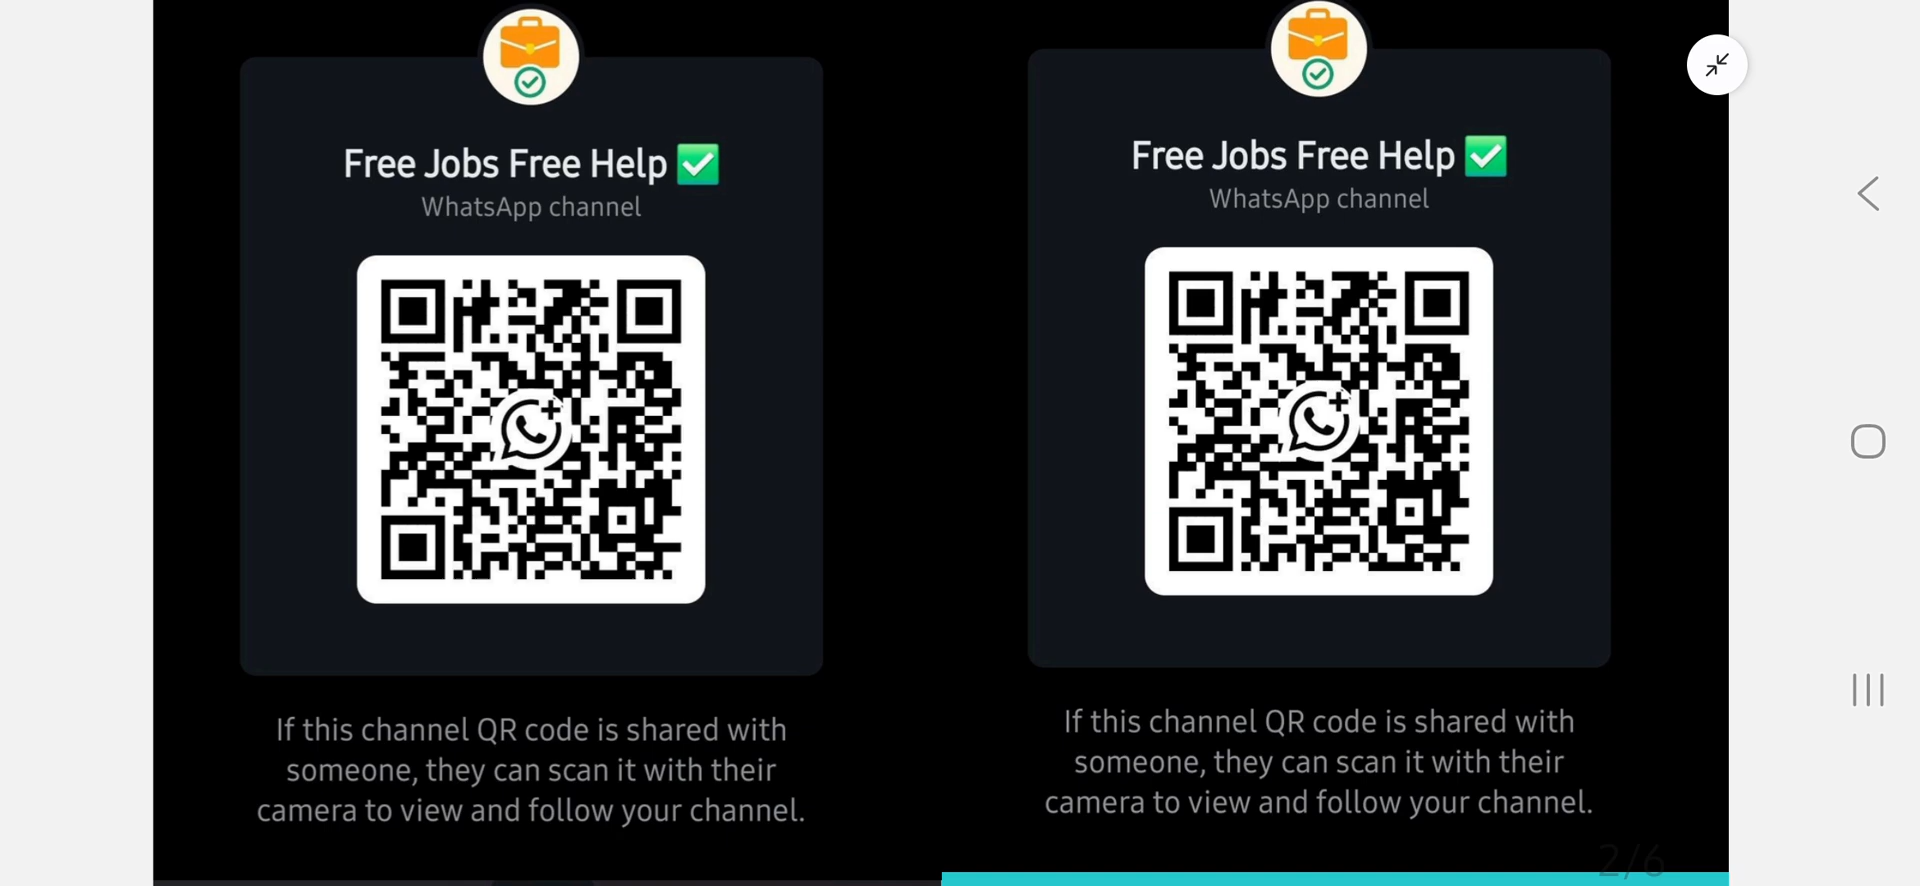 Free Jobs Free Help ✅
WhatsApp channel
If this channel QR code is shared with
someone, they can scan it with their
camera to view and follow your channel.
Free Jobs Free Help ✅
WhatsApp channel
If this channel QR code is shared with
someone, they can scan it with their
camera to view and follow your channel.
2/6